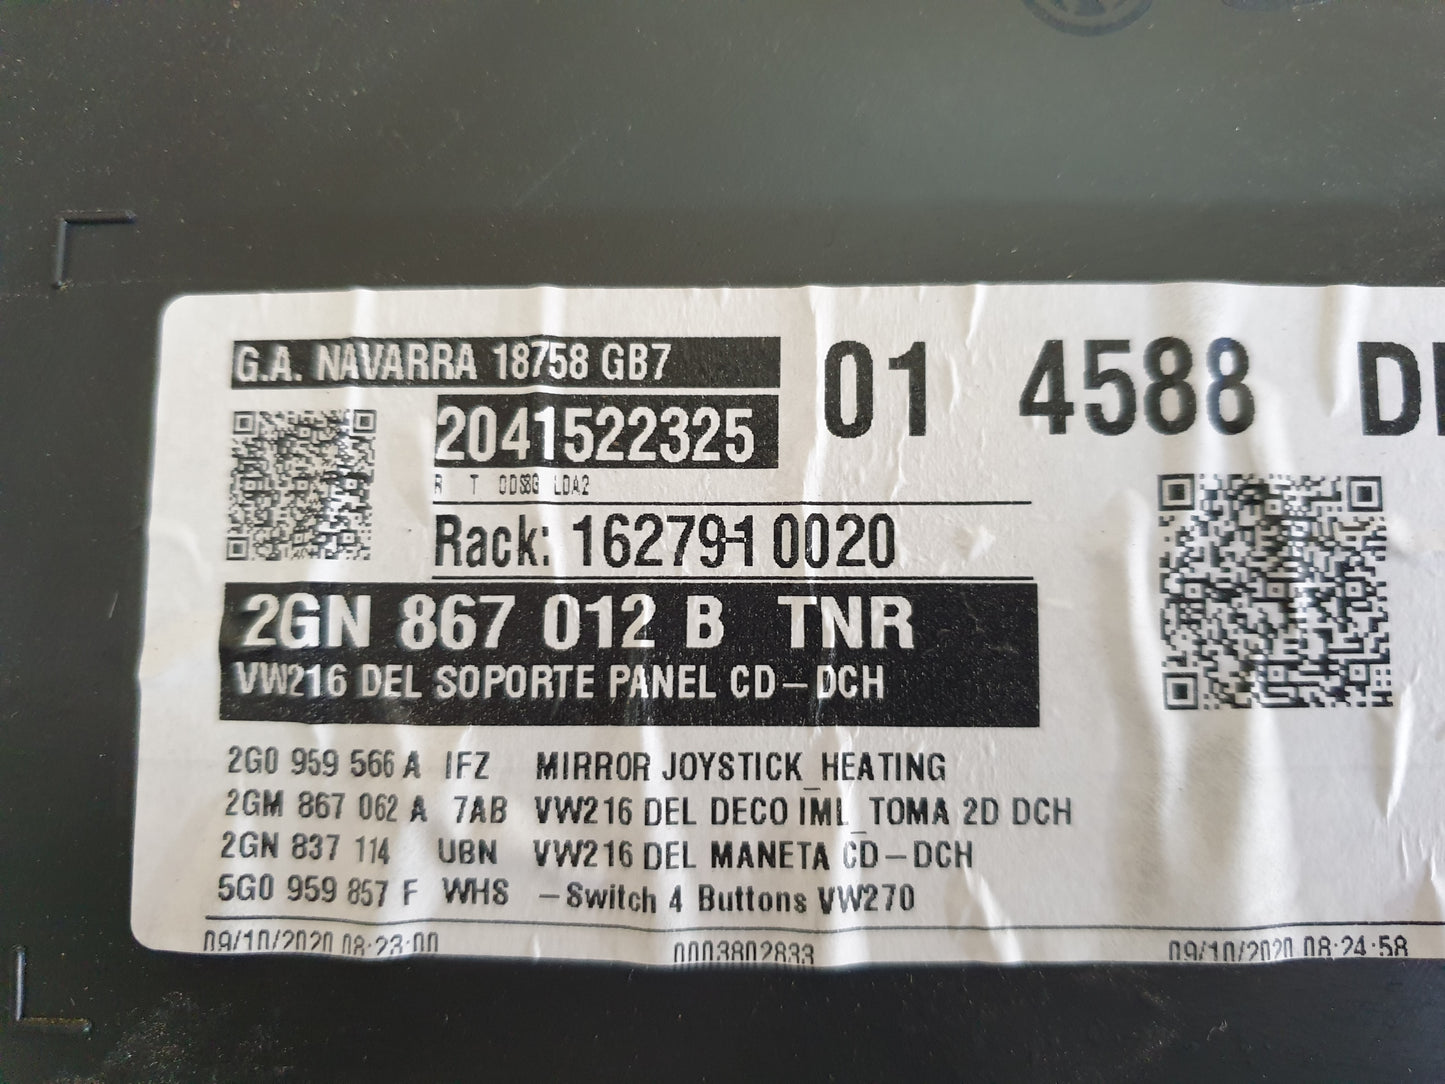 G.A. NAVARRA 18758 GB7
01 4588
2041522325
R T ODS8G LDA2
Rack: 162791 0020
2GN 867 012 B TNR
VW216 DEL SOPORTE PANEL CD-DCH
2G0 959 566 A IFZ MIRROR JOYSTICK_HEATING
2GM 867 062 A 7AB VW216 DEL DECO IML_TOMA 2D DCH
2GN 837 114 UBN VW216 DEL MANETA CD-DCH
5G0 959 857 F WHS -Switch 4 Buttons VW270
09/10/2020 08:23:00 0003802833 09/10/2020 08:24:58